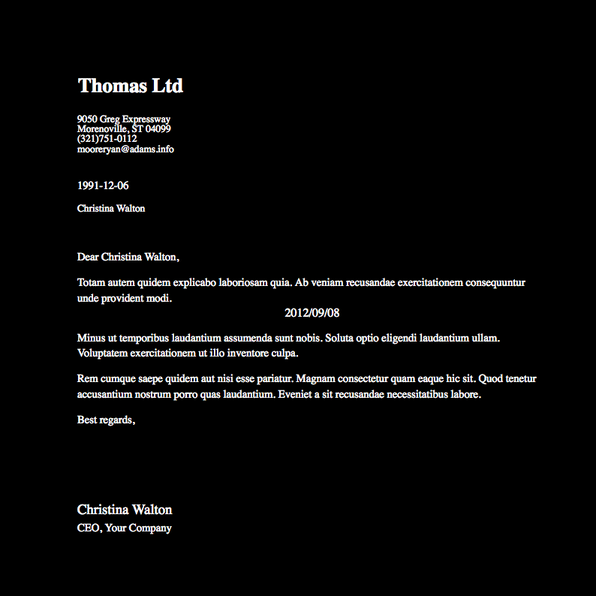 Thomas Ltd
9050 Greg Expressway
Morenoville, ST 04099
(321)751-0112
mooreryan@adams.info
1991-12-06
Christina Walton
Dear Christina Walton,
Totam autem quidem explicabo laboriosam quia. Ab veniam recusandae exercitationem consequuntur
unde provident modi.
2012/09/08
Minus ut temporibus laudantium assumenda sunt nobis. Soluta optio eligendi laudantium ullam.
Voluptatem exercitationem ut illo inventore culpa.
Rem cumque saepe quidem aut nisi esse pariatur. Magnam consectetur quam eaque hic sit. Quod tenetur
accusantium nostrum porro quas laudantium. Eveniet a sit recusandae necessitatibus labore.
Best regards,
Christina Walton
CEO, Your Company